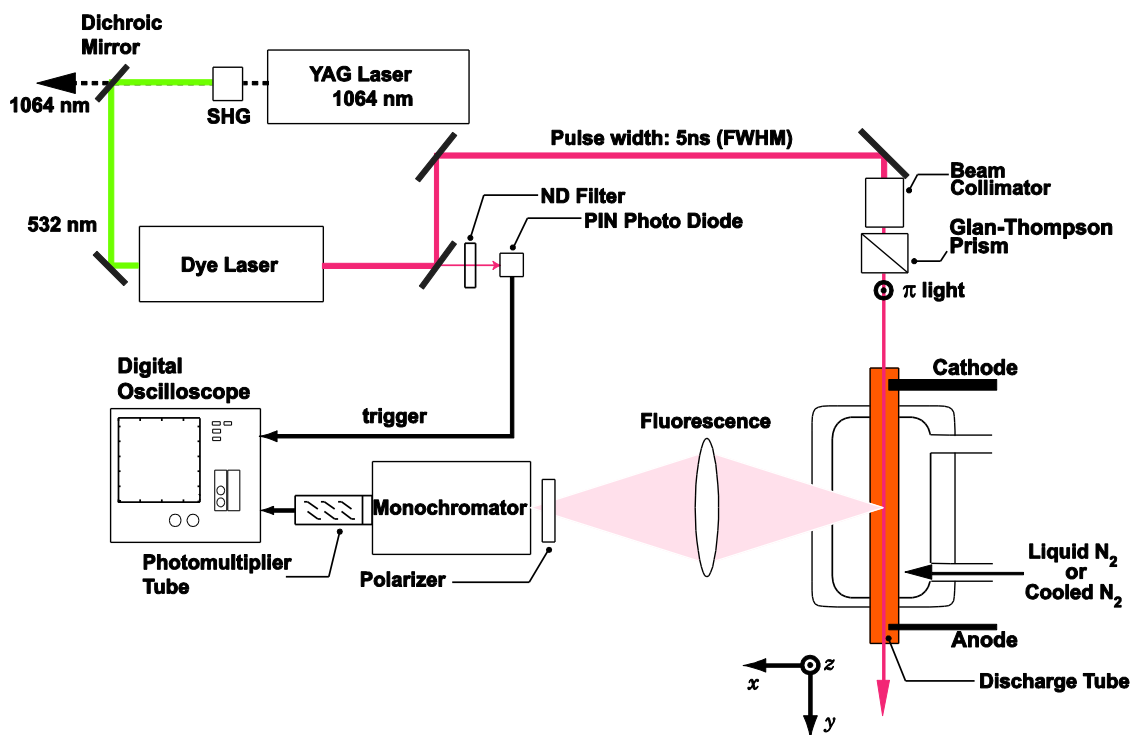 Dichroic
Mirror
YAG Laser
1064 nm
1064 nm
SHG
Pulse width: 5ns (FWHM)
Beam
Collimator
ND Filter
PIN Photo Diode
532 nm
Glan-Thompson
Prism
Dye Laser
π light
Digital
Oscilloscope
Cathode
trigger
Fluorescence
Monochromator
Photomultiplier
Tube
Polarizer
Liquid N₂
or
Cooled N₂
Anode
z
x
Discharge Tube
y